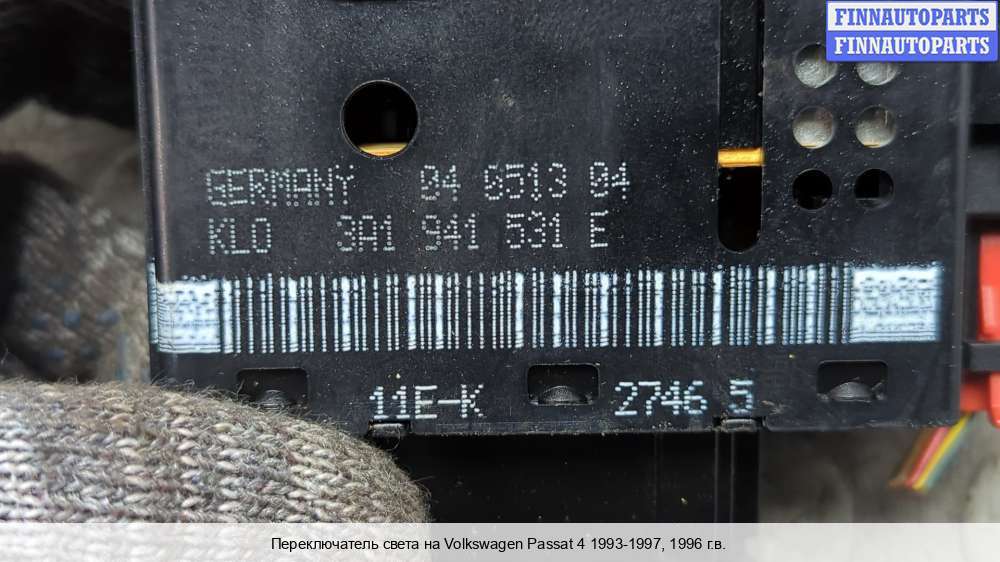 FINNAUTOPARTS
FINNAUTOPARTS
GERMANY 04 0513 04
KLO 3A1 941 531 E
11E-K 2746 5
Переключатель света на Volkswagen Passat 4 1993-1997, 1996 г.в.